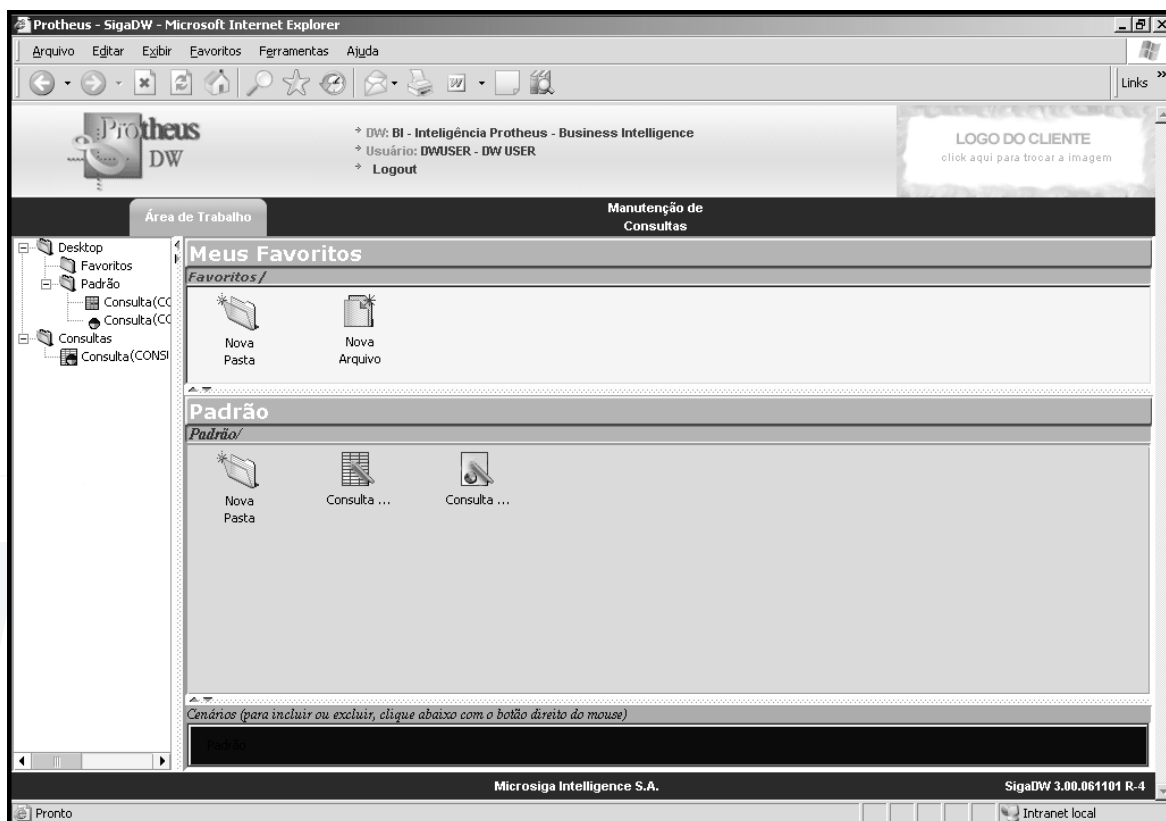 Protheus - SigaDW - Microsoft Internet Explorer
Arquivo Editar Exibir Favoritos Ferramentas Ajuda
Links »
Protheus
DW
DW: BI - Inteligência Protheus - Business Intelligence
Usuário: DWUSER - DW USER
Logout
LOGO DO CLIENTE
click aqui para trocar a imagem
Área de Trabalho
Manutenção de
Consultas
Desktop
Favoritos
Padrão
Consulta(CO
Consulta(CO
Consultas
Consulta(CONSI
Meus Favoritos
Favoritos/
Nova
Pasta
Nova
Arquivo
Padrão
Padrão/
Nova
Pasta
Consulta ...
Consulta ...
Cenários (para incluir ou excluir, clique abaixo com o botão direito do mouse)
Padrão
Microsiga Intelligence S.A.
SigaDW 3.00.061101 R-4
Pronto
Intranet local